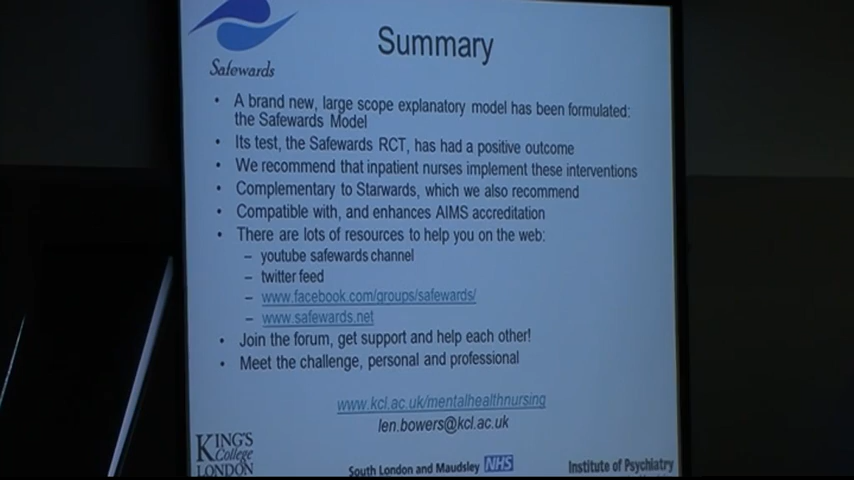 Safewards
Summary
• A brand new, large scope explanatory model has been formulated:
the Safewards Model
• Its test, the Safewards RCT, has had a positive outcome
• We recommend that inpatient nurses implement these interventions
• Complementary to Starwards, which we also recommend
• Compatible with, and enhances AIMS accreditation
• There are lots of resources to help you on the web:
– youtube safewards channel
– twitter feed
– www.facebook.com/groups/safewards/
– www.safewards.net
• Join the forum, get support and help each other!
• Meet the challenge, personal and professional
www.kcl.ac.uk/mentalhealthnursing
len.bowers@kcl.ac.uk
KING'S
College
LONDON
South London and Maudsley NHS
Institute of Psychiatry